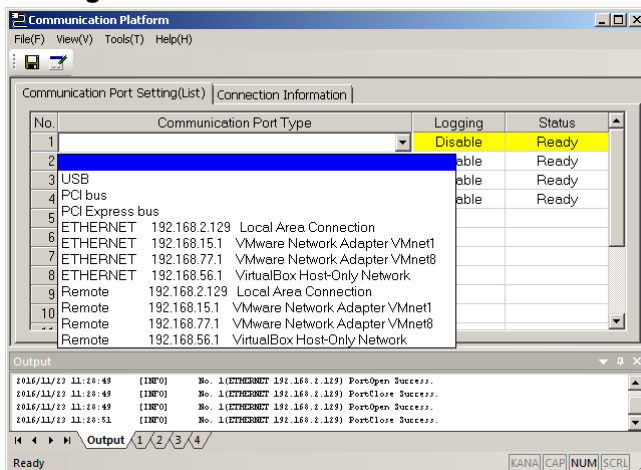 Communication Platform
File(F) View(V) Tools(T) Help(H)
Communication Port Setting(List) Connection Information
No. Communication Port Type Logging Status
1 Disable Ready
2 able Ready
3 USB able Ready
4 PCI bus able Ready
5 PCI Express bus
ETHERNET 192.168.2.129 Local Area Connection
6 ETHERNET 192.168.15.1 VMware Network Adapter VMnet1
7 ETHERNET 192.168.77.1 VMware Network Adapter VMnet8
8 ETHERNET 192.168.56.1 VirtualBox Host-Only Network
9 Remote 192.168.2.129 Local Area Connection
10 Remote 192.168.15.1 VMware Network Adapter VMnet1
Remote 192.168.77.1 VMware Network Adapter VMnet8
Remote 192.168.56.1 VirtualBox Host-Only Network
Output
2016/11/23 11:28:49 [INFO] No. 1(ETHERNET 192.168.2.129) PortOpen Success.
2016/11/23 11:28:49 [INFO] No. 1(ETHERNET 192.168.2.129) PortClose Success.
2016/11/23 11:28:49 [INFO] No. 1(ETHERNET 192.168.2.129) PortOpen Success.
2016/11/23 11:28:51 [INFO] No. 1(ETHERNET 192.168.2.129) PortClose Success.
Output 1 2 3 4
Ready KANA CAP NUM SCRL